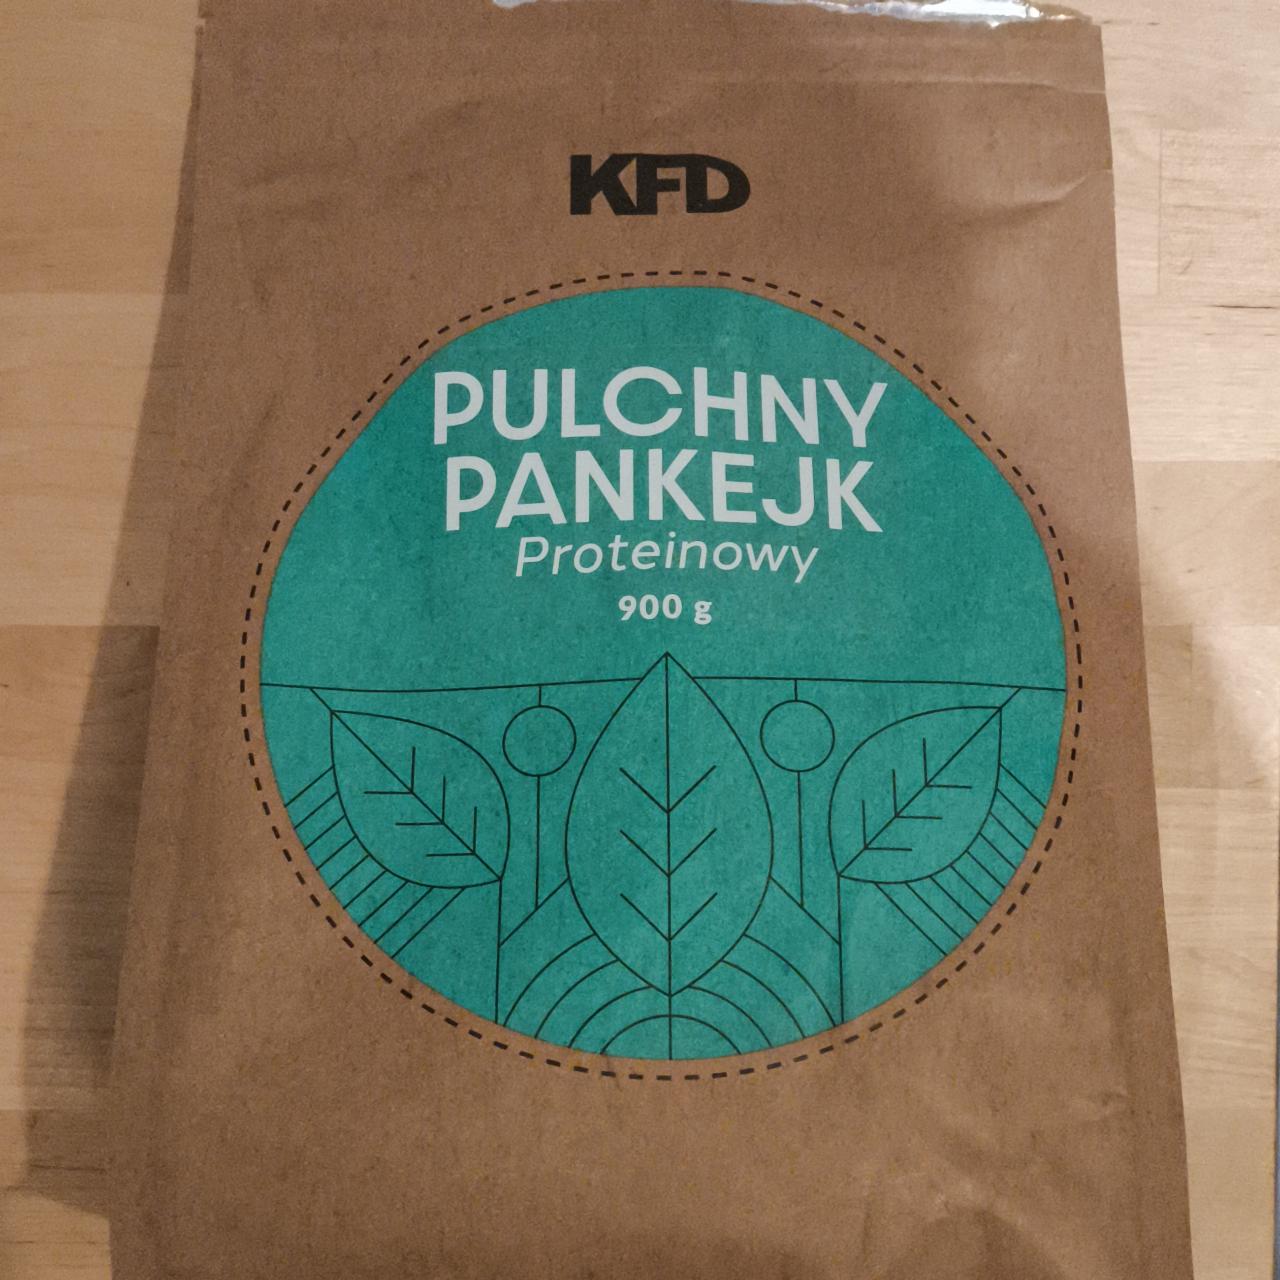 KFD
PULCHNY
PANKEJK
Proteinowy
900 g